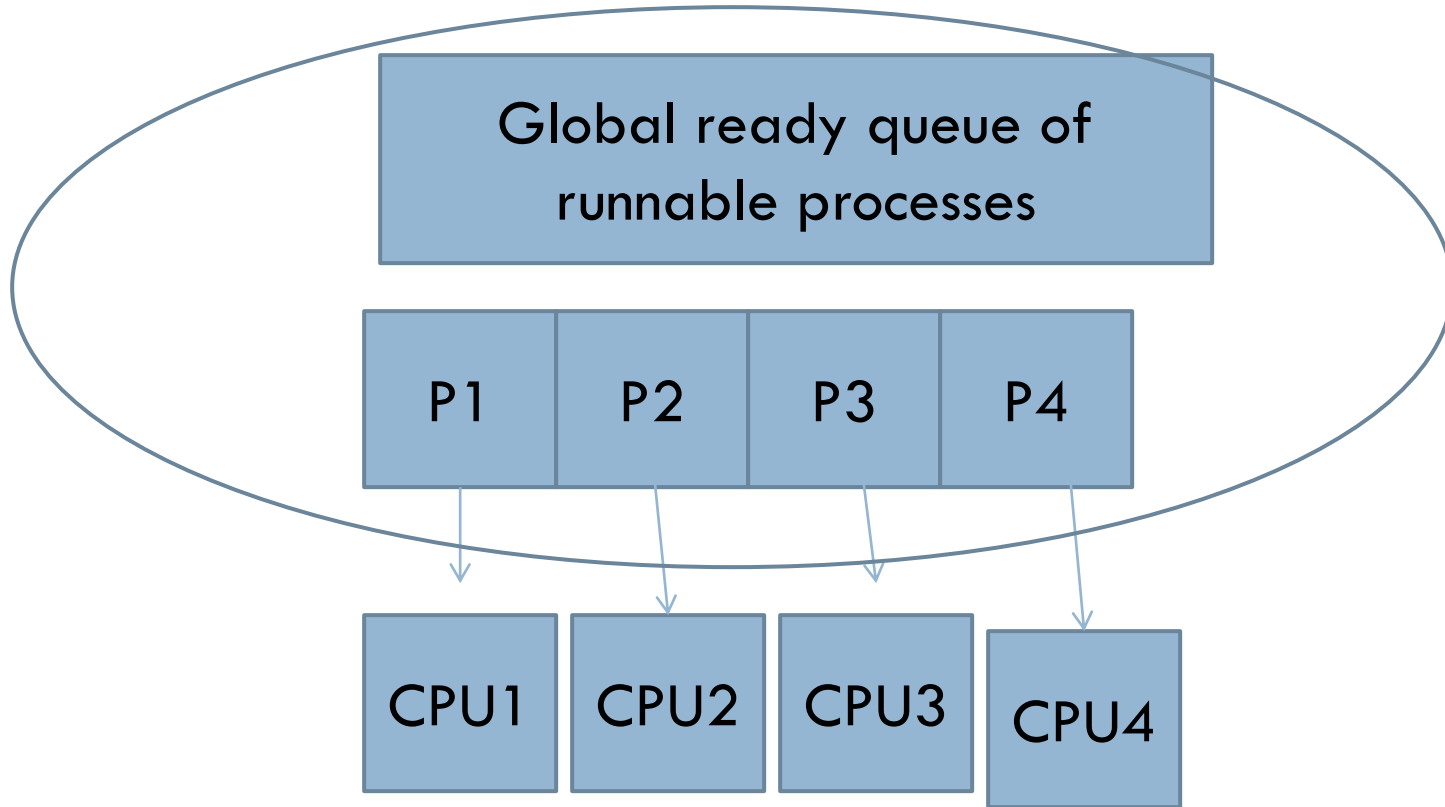 Global ready queue of
runnable processes
P1 P2 P3 P4
CPU1 CPU2 CPU3 CPU4